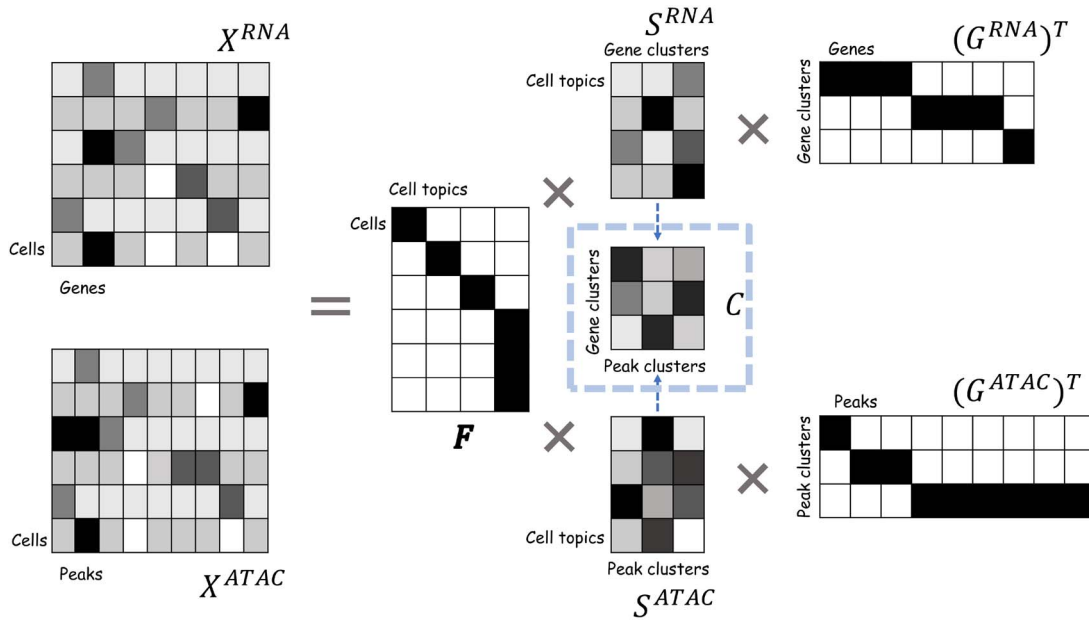 X^{RNA}
Cells
Genes
Cells
Peaks
X^{ATAC}
=
Cell topics
Cells
F
×
×
S^{RNA}
Gene clusters
Cell topics
×
Genes
(G^{RNA})^T
Gene clusters
Gene clusters
C
Peak clusters
Cell topics
Peak clusters
S^{ATAC}
×
Peaks
(G^{ATAC})^T
Peak clusters